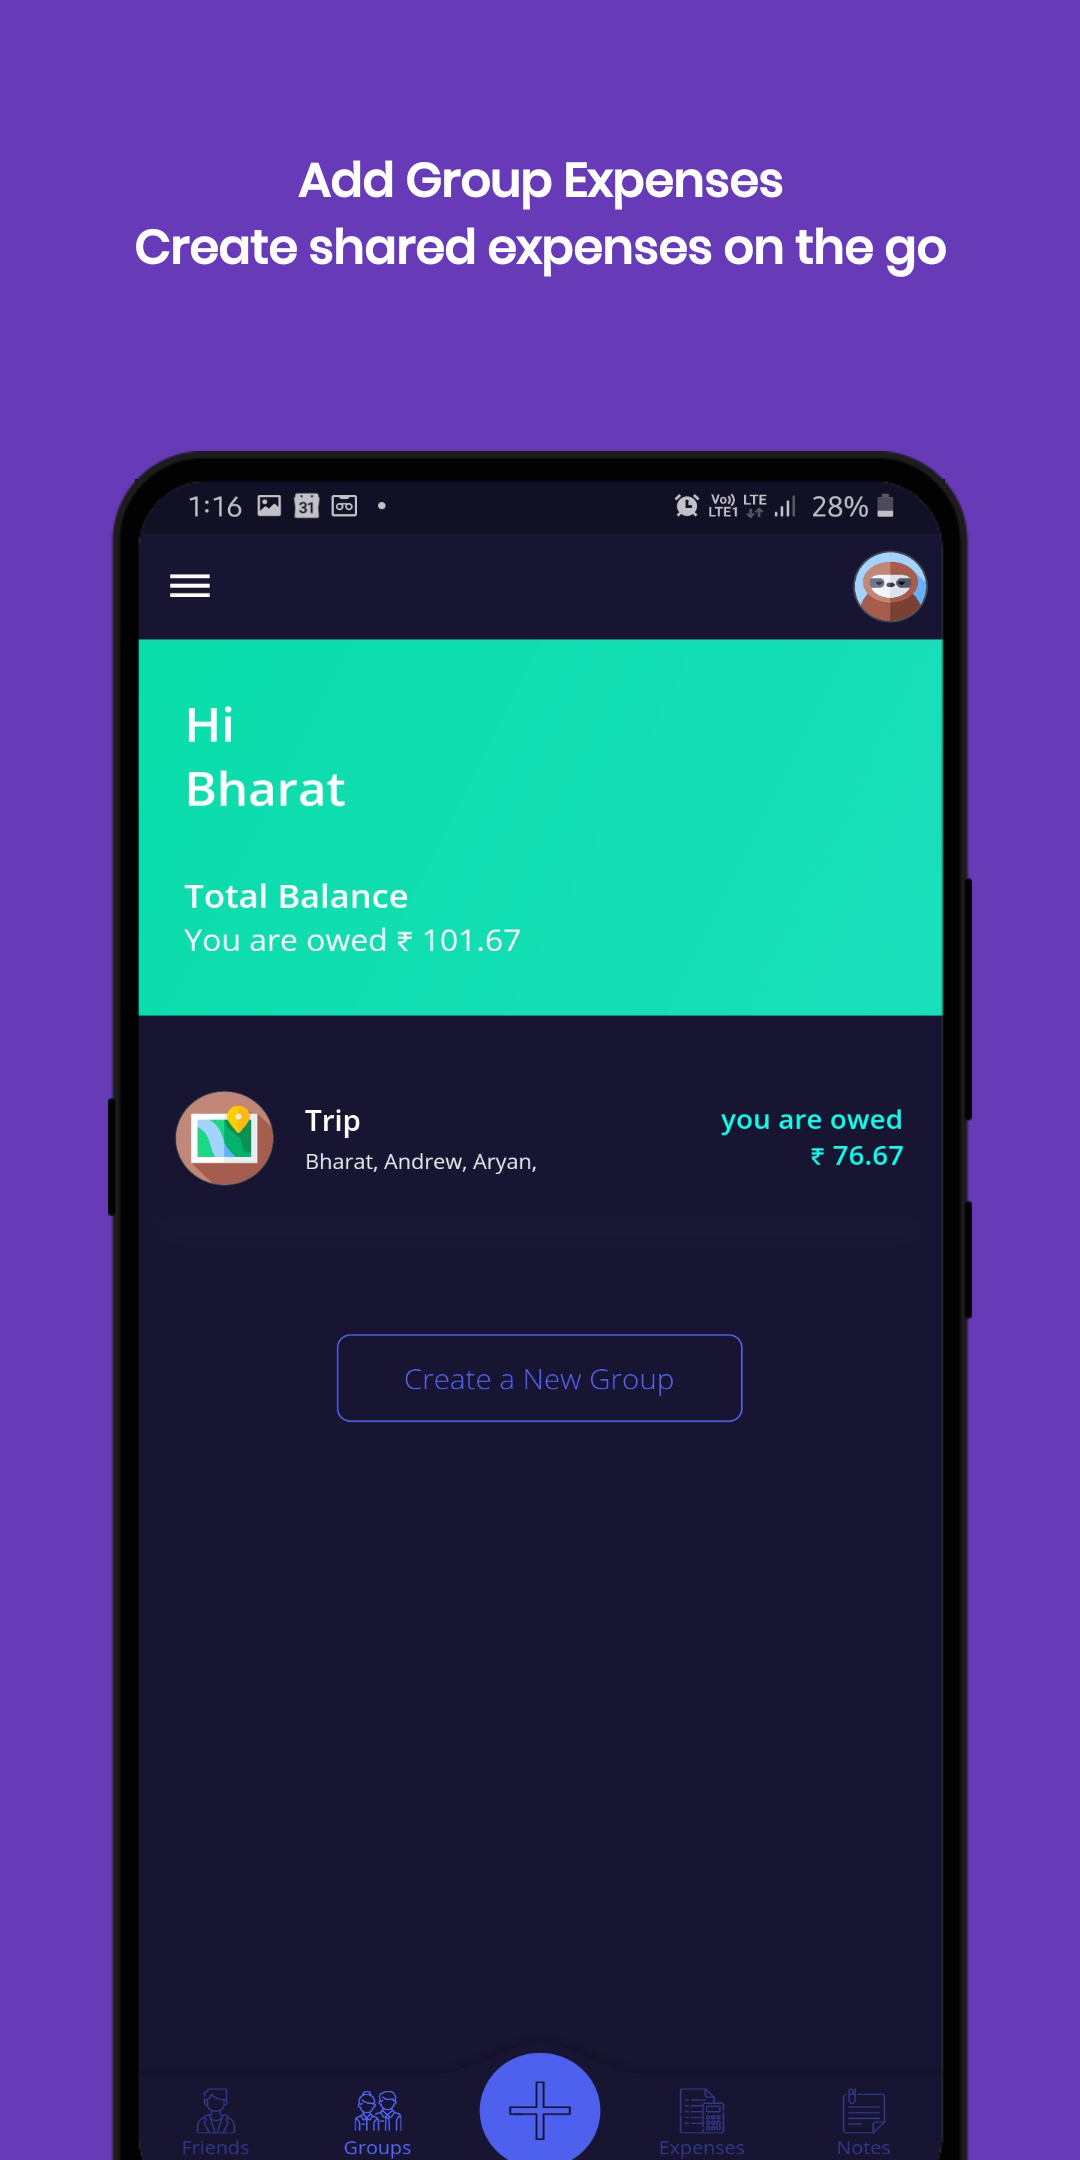 Add Group Expenses
Create shared expenses on the go
1:16 31 Vo)) LTE1 LTE 28%
Hi
Bharat
Total Balance
You are owed ₹ 101.67
Trip
Bharat, Andrew, Aryan,
you are owed
₹ 76.67
Create a New Group
Friends Groups Expenses Notes